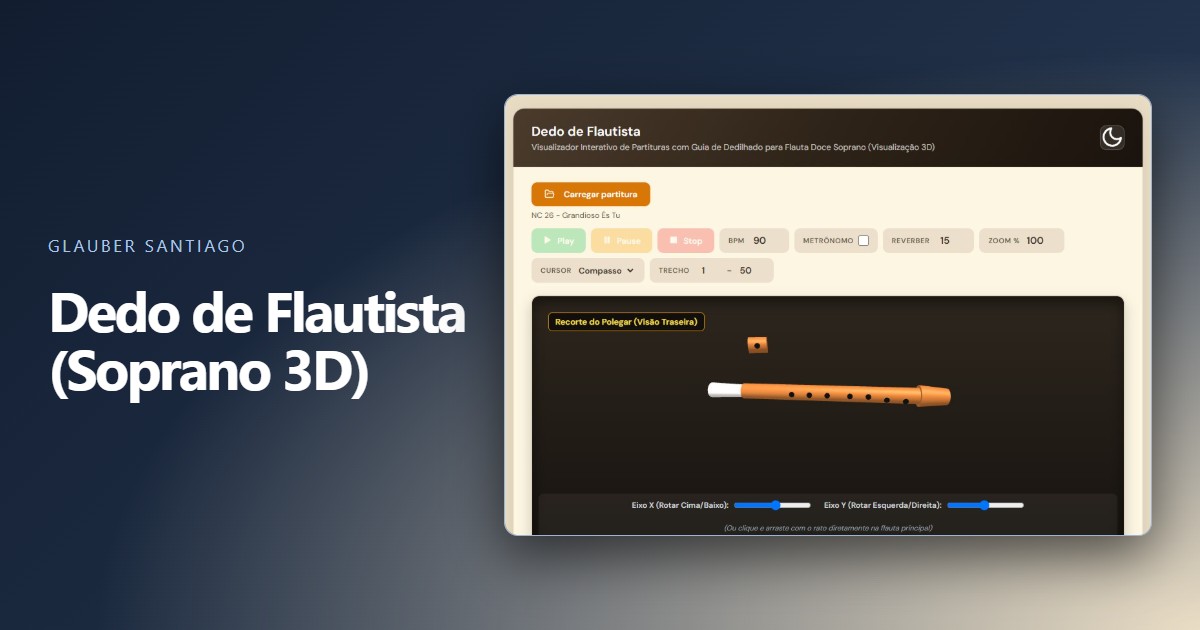 GLAUBER SANTIAGO
Dedo de Flautista
(Soprano 3D)
Dedo de Flautista
Visualizador Interativo de Partituras com Guia de Dedilhado para Flauta Doce Soprano (Visualização 3D)
Carregar partitura
NC 26 - Grandioso És Tu
Play Pausa Stop BPM 90 METRÔNOMO REVERBER 15 ZOOM % 100
CURSOR Compasso TRECHO 1 - 50
Recorte do Polegar (Visão Traseira)
Eixo X (Rotar Cima/Baixo): Eixo Y (Rotar Esquerda/Direita):
(Ou clique e arraste com o rato diretamente na flauta principal)